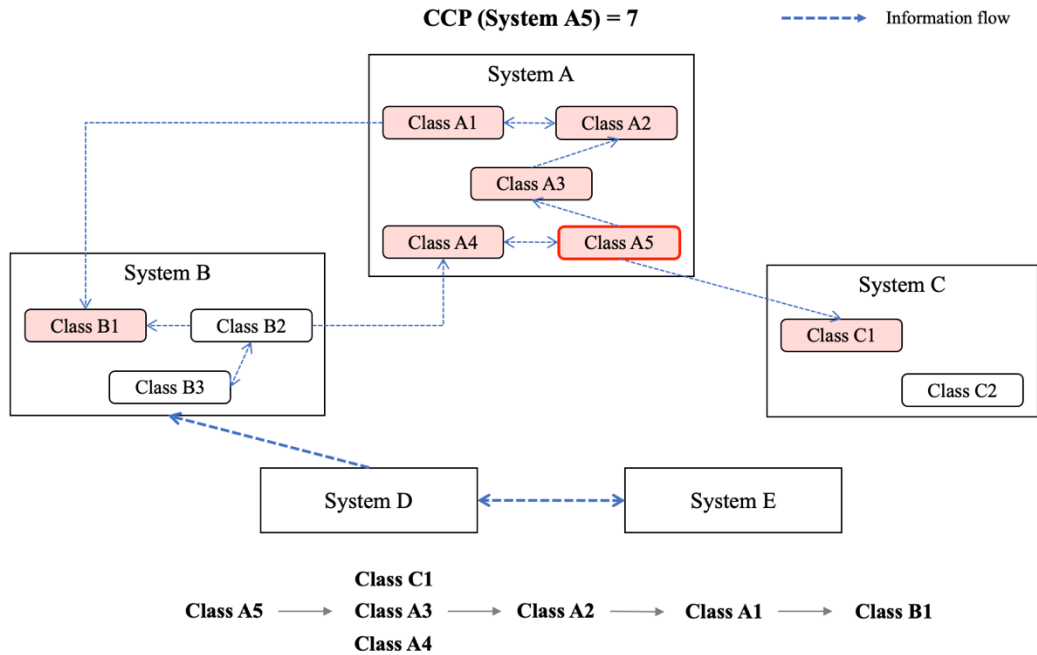 CCP (System A5) = 7
Information flow
System A
Class A1
Class A2
Class A3
Class A4
Class A5
System B
Class B1
Class B2
Class B3
System C
Class C1
Class C2
System D
System E
Class C1
Class A5
Class A3
Class A2
Class A1
Class B1
Class A4